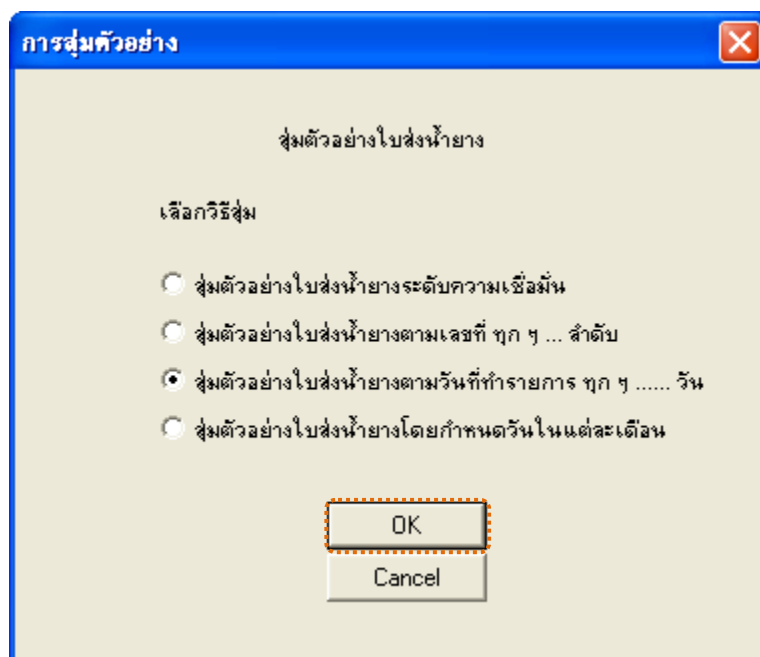 การสุ่มตัวอย่าง
สุ่มตัวอย่างใบส่งน้ำยาง
เลือกวิธีสุ่ม
สุ่มตัวอย่างใบส่งน้ำยางระดับความเชื่อมั่น
สุ่มตัวอย่างใบส่งน้ำยางตามเลขที่ ทุก ๆ ... ลำดับ
สุ่มตัวอย่างใบส่งน้ำยางตามวันที่ทำรายการ ทุก ๆ ...... วัน
สุ่มตัวอย่างใบส่งน้ำยางโดยกำหนดวันในแต่ละเดือน
OK
Cancel